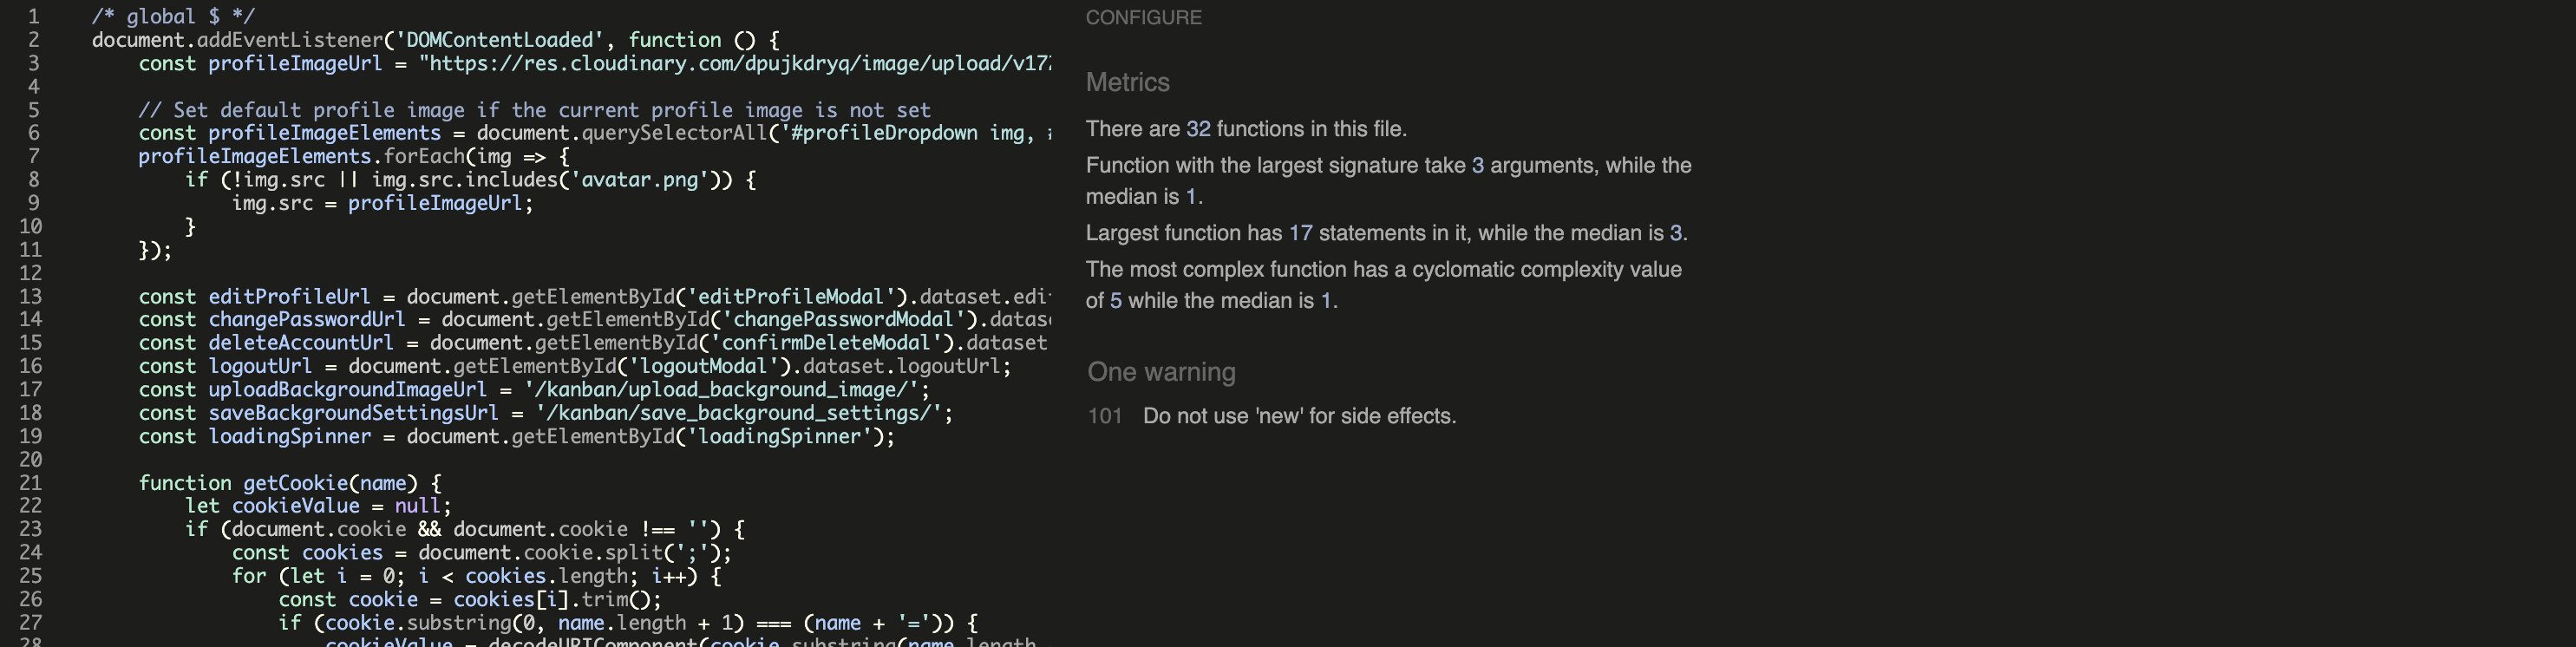 1 /* global $ */
2 document.addEventListener('DOMContentLoaded', function () {
3 const profileImageUrl = "https://res.cloudinary.com/dpujkdryq/image/upload/v17
4
5 // Set default profile image if the current profile image is not set
6 const profileImageElements = document.querySelectorAll('#profileDropdown img,
7 profileImageElements.forEach(img => {
8 if (!img.src || img.src.includes('avatar.png')) {
9 img.src = profileImageUrl;
10 }
11 });
12
13 const editProfileUrl = document.getElementById('editProfileModal').dataset.edi
14 const changePasswordUrl = document.getElementById('changePasswordModal').datas
15 const deleteAccountUrl = document.getElementById('confirmDeleteModal').dataset
16 const logoutUrl = document.getElementById('logoutModal').dataset.logoutUrl;
17 const uploadBackgroundImageUrl = '/kanban/upload_background_image/';
18 const saveBackgroundSettingsUrl = '/kanban/save_background_settings/';
19 const loadingSpinner = document.getElementById('loadingSpinner');
20
21 function getCookie(name) {
22 let cookieValue = null;
23 if (document.cookie && document.cookie !== '') {
24 const cookies = document.cookie.split(';');
25 for (let i = 0; i < cookies.length; i++) {
26 const cookie = cookies[i].trim();
27 if (cookie.substring(0, name.length + 1) === (name + '=')) {
28 cookieValue = decodeURIComponent(cookie.substring(name.length
CONFIGURE
Metrics
There are 32 functions in this file.
Function with the largest signature take 3 arguments, while the
median is 1.
Largest function has 17 statements in it, while the median is 3.
The most complex function has a cyclomatic complexity value
of 5 while the median is 1.
One warning
101 Do not use 'new' for side effects.